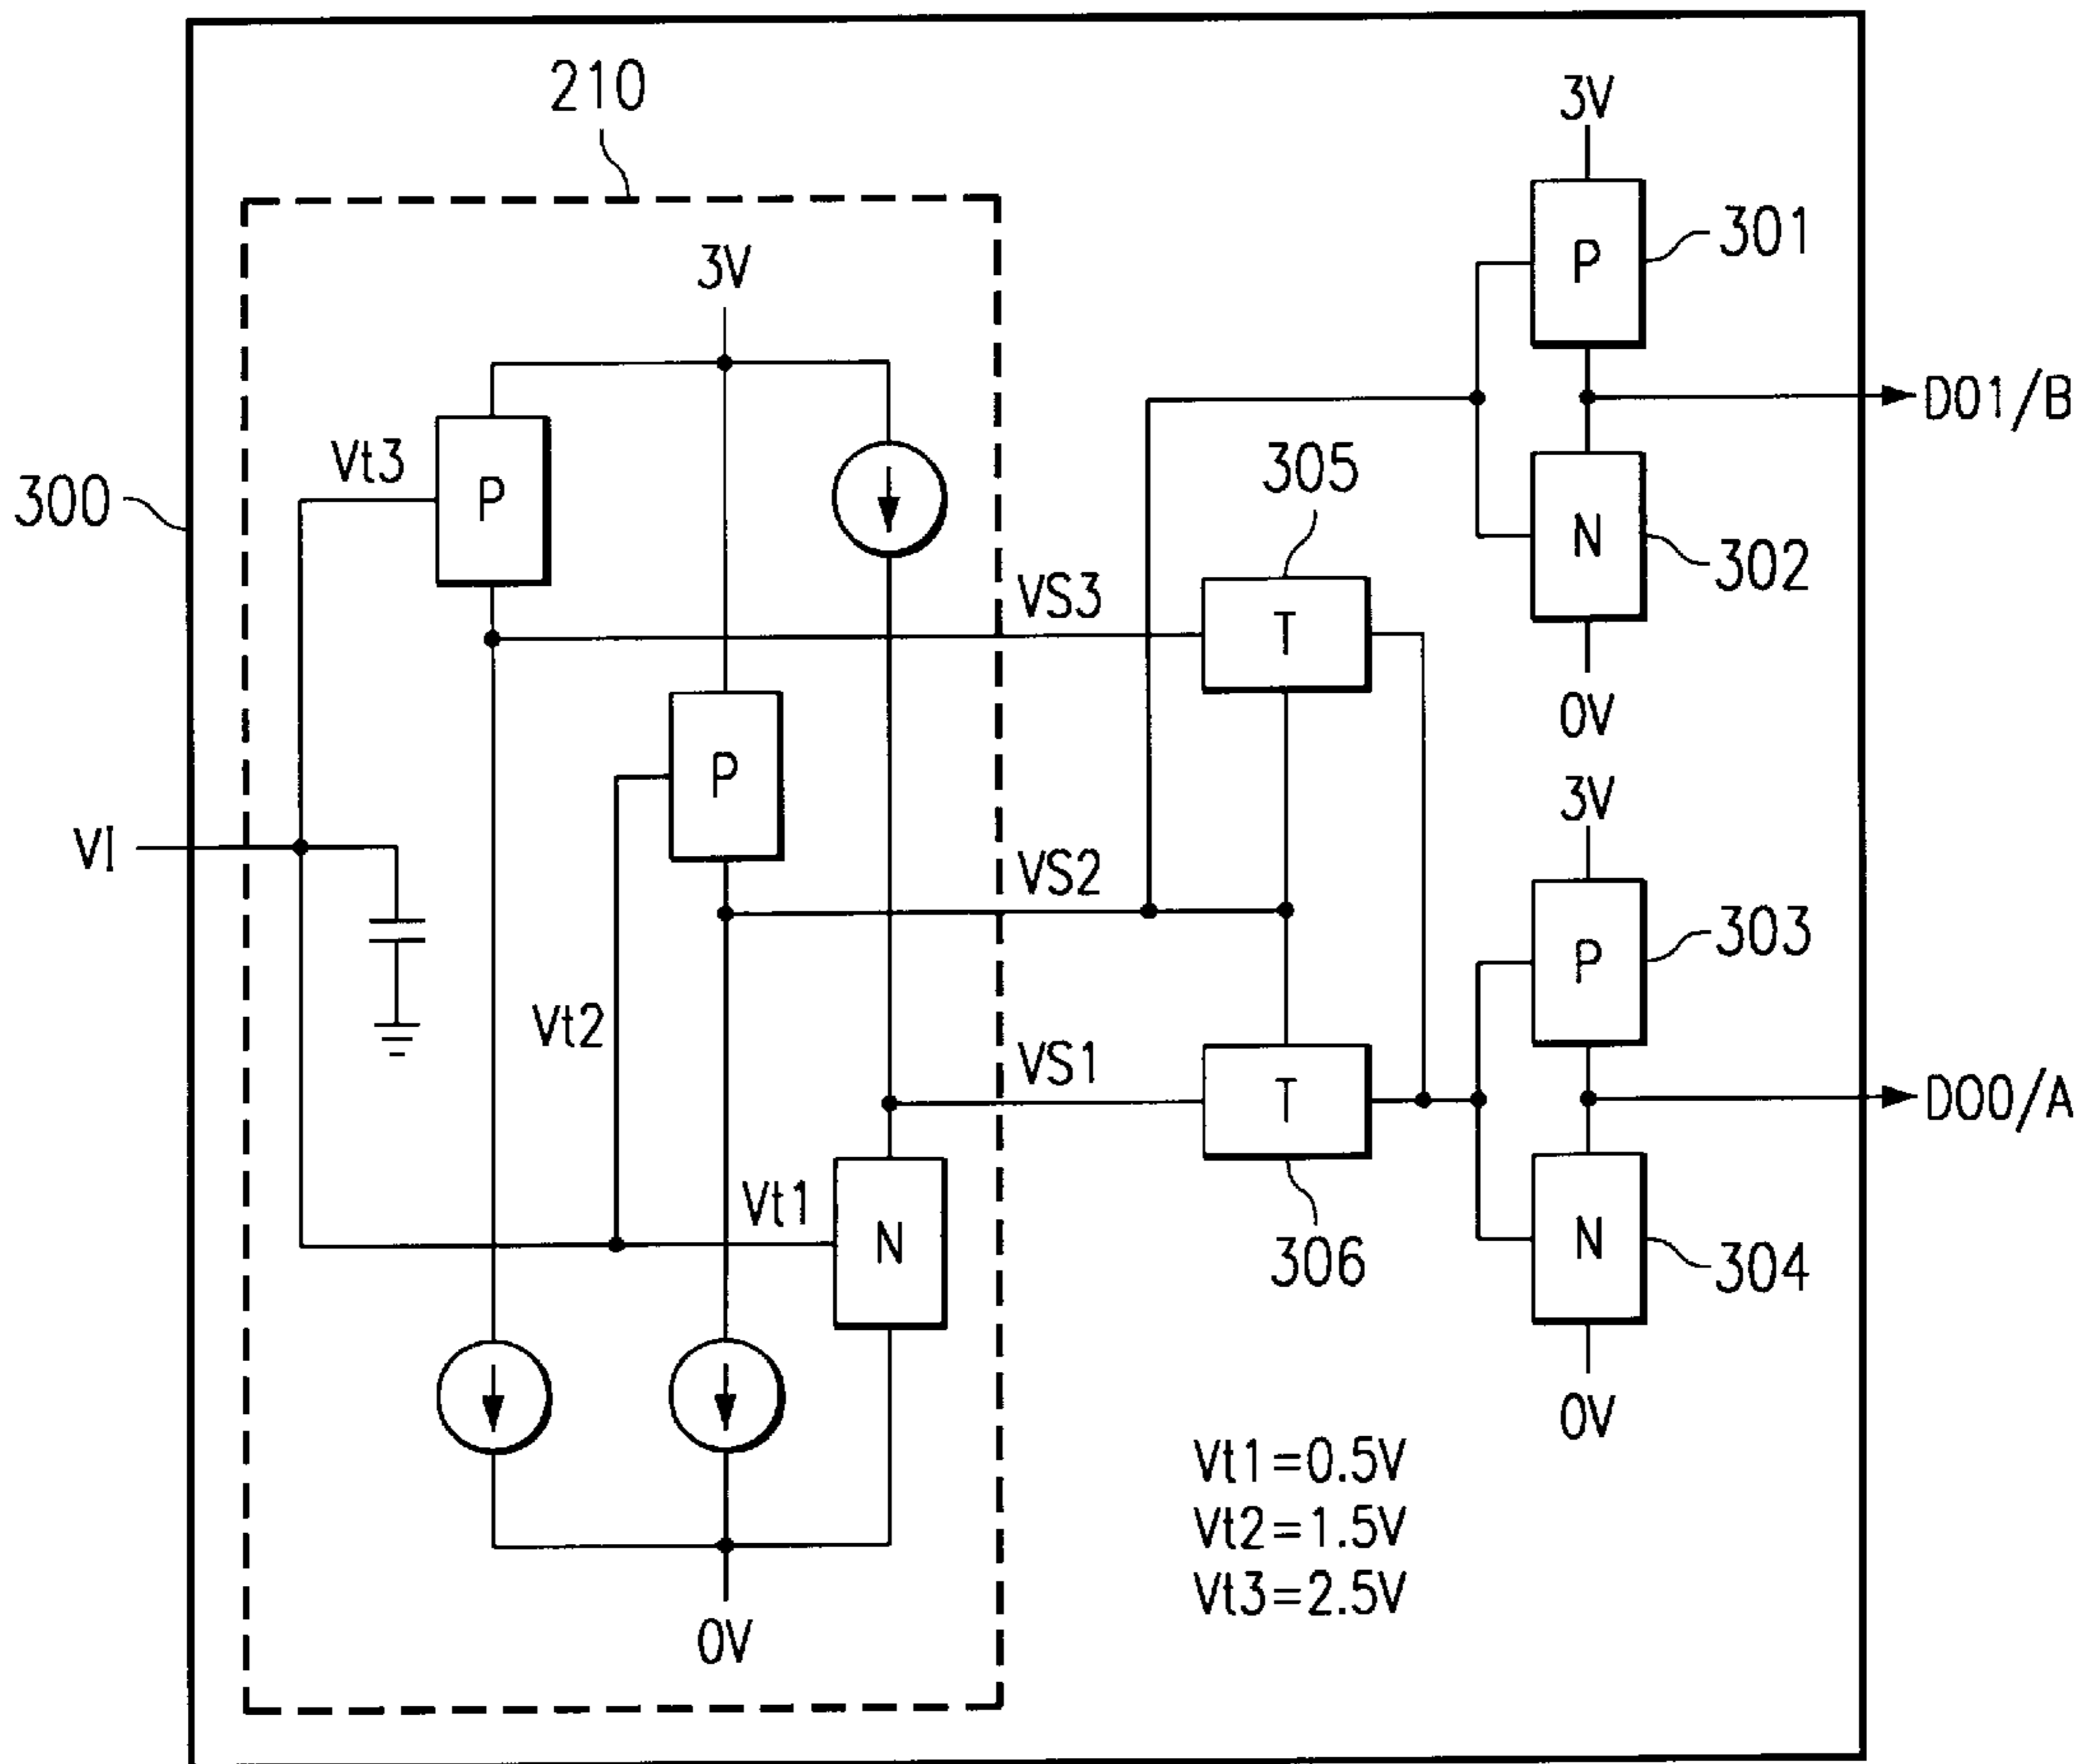 210
3V
P
301
3V
D01/B
Vt3
P
305
300
N
302
VS3
T
0V
P
3V
VI
VS2
P
303
Vt2
VS1
T
D00/A
Vt1
N
306
N
304
0V
Vt1=0.5V
Vt2=1.5V
Vt3=2.5V
0V